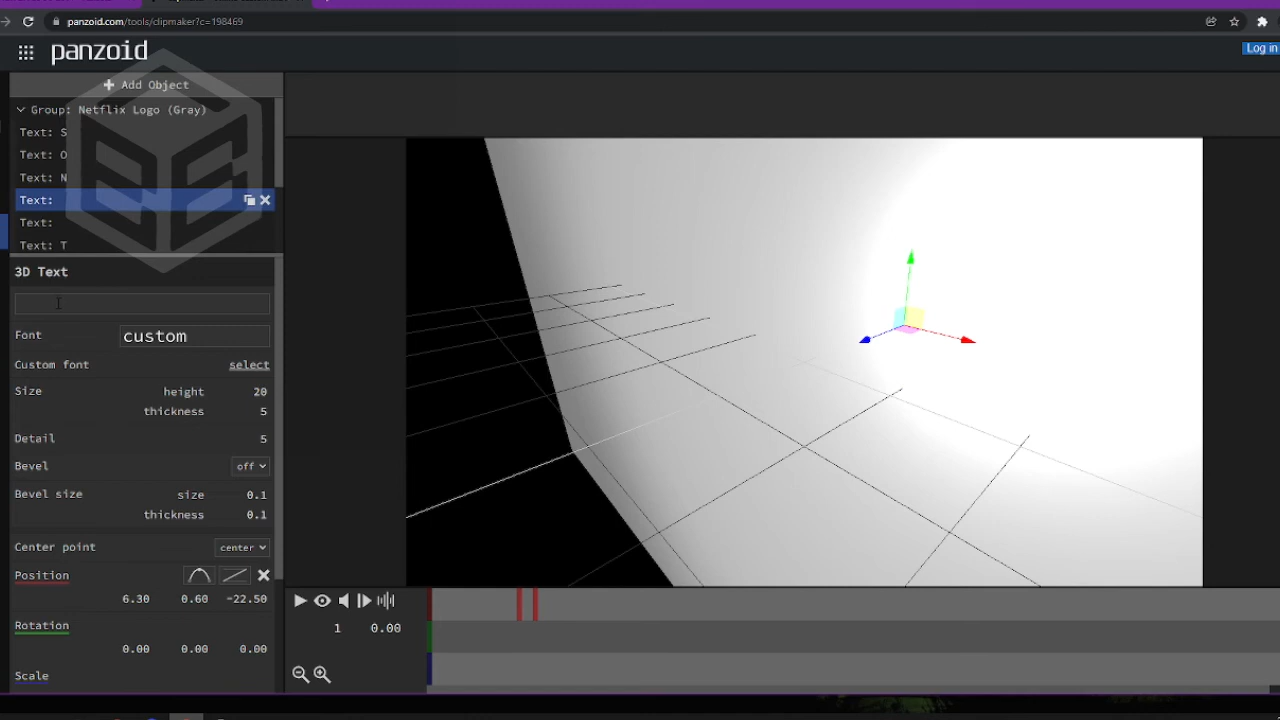 panzoid.com/tools/clipmaker?c=198469
panzoid
Log in
Add Object
Group: Netflix Logo (Gray)
Text: S
Text: O
Text: N
Text:
Text:
Text: T
3D Text
Font custom
Custom font select
Size height 20
thickness 5
Detail 5
Bevel off
Bevel size size 0.1
thickness 0.1
Center point center
Position
6.30 0.60 -22.50
Rotation
0.00 0.00 0.00
Scale
1 0.00